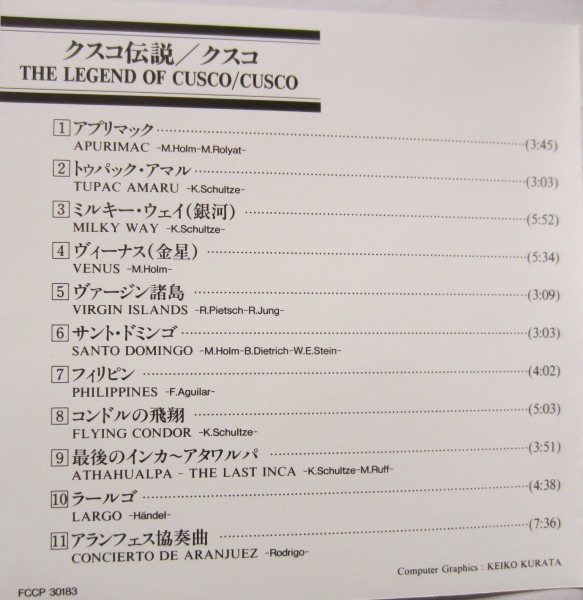 クスコ伝説／クスコ
THE LEGEND OF CUSCO/CUSCO
1 アプリマック (3:45)
APURIMAC -M.Holm-M.Rolyat-
2 トゥパック・アマル (3:03)
TUPAC AMARU -K.Schultze-
3 ミルキー・ウェイ(銀河) (5:52)
MILKY WAY -K.Schultze-
4 ヴィーナス(金星) (5:34)
VENUS -M.Holm-
5 ヴァージン諸島 (3:09)
VIRGIN ISLANDS -R.Pietsch-R.Jung-
6 サント・ドミンゴ (3:03)
SANTO DOMINGO -M.Holm-B.Dietrich-W.E.Stein-
7 フィリピン (4:02)
PHILIPPINES -F.Aguilar-
8 コンドルの飛翔 (5:03)
FLYING CONDOR -K.Schultze-
9 最後のインカ～アタワルパ (3:51)
ATHAHUALPA - THE LAST INCA -K.Schultze-M.Ruff-
10 ラールゴ (4:38)
LARGO -Händel-
11 アランフェス協奏曲 (7:36)
CONCIERTO DE ARANJUEZ -Rodrigo-
Computer Graphics : KEIKO KURATA
FCCP 30183